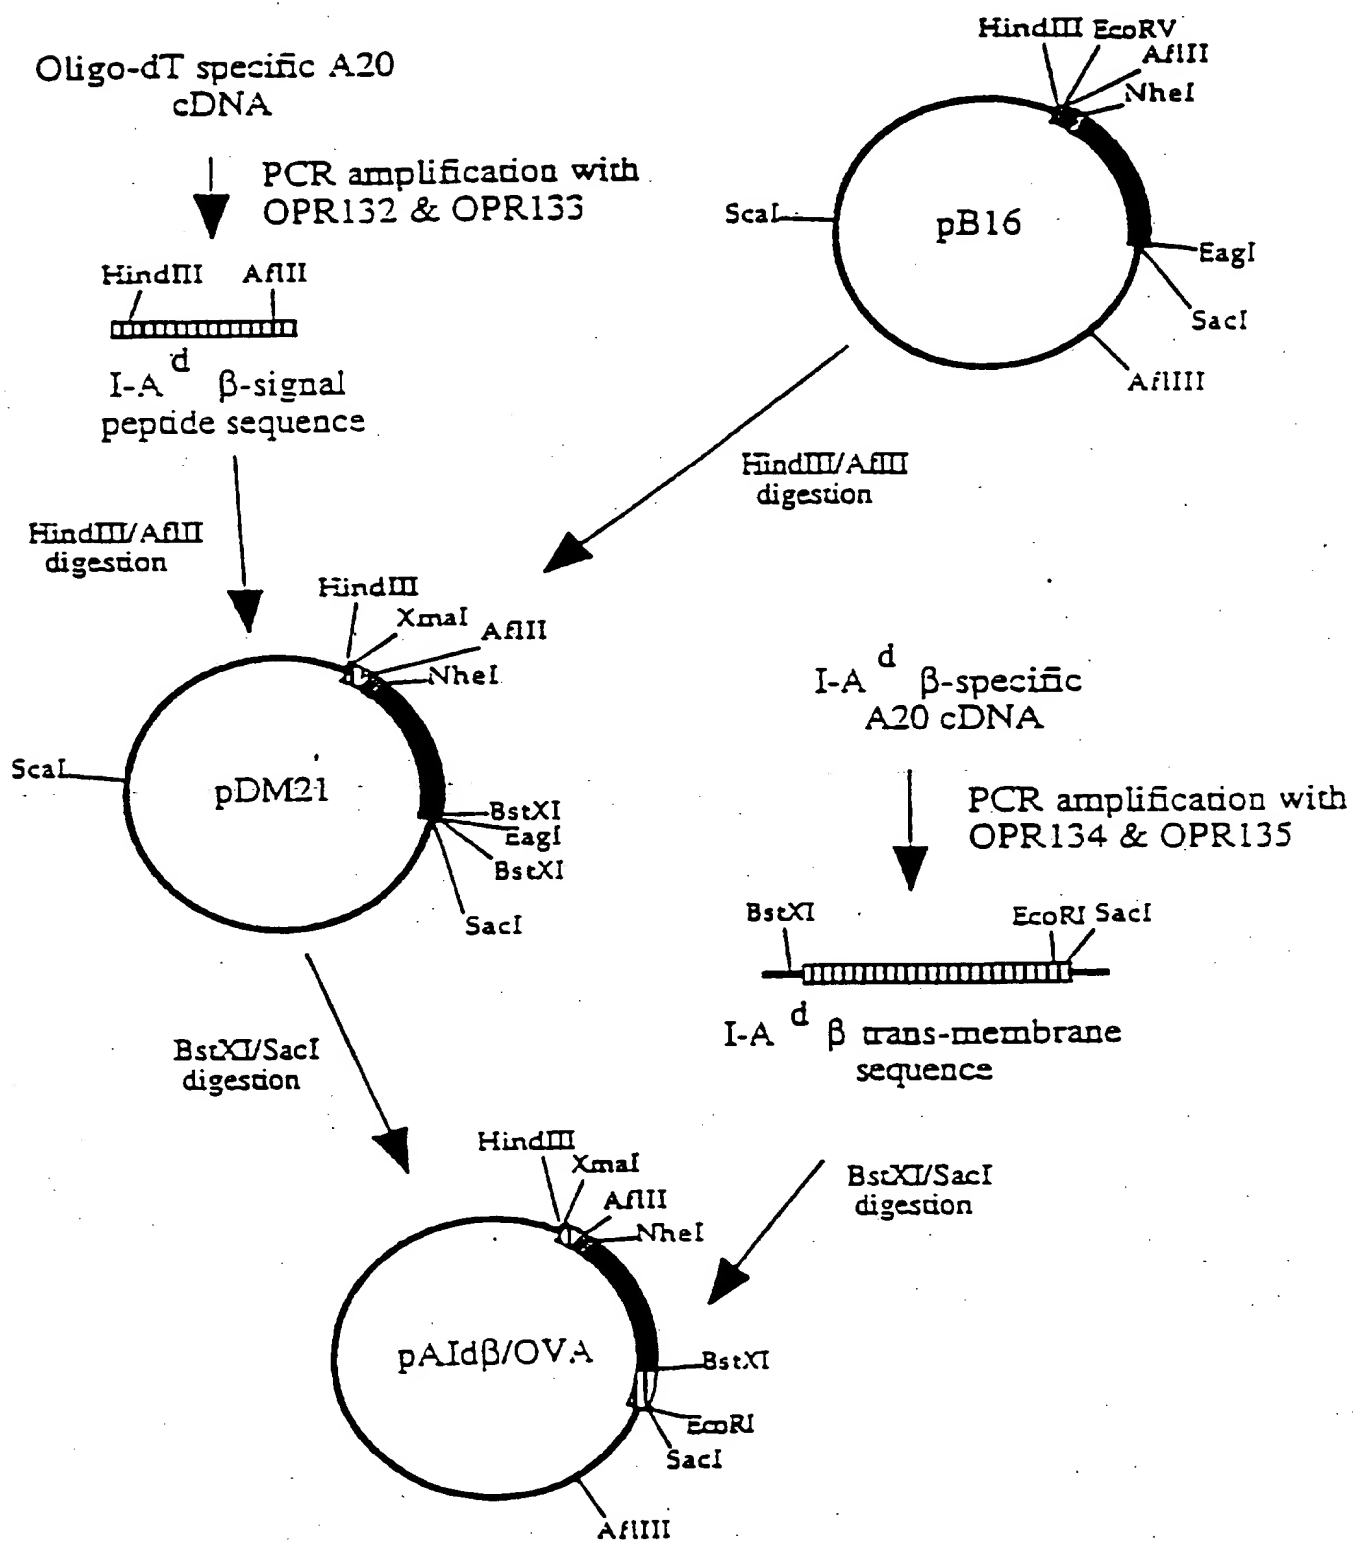 Oligo-dT specific A20
cDNA
PCR amplification with
OPR132 & OPR133
HindIII AflII
I-A d β-signal
peptide sequence
HindIII/AflII
digestion
HindIII EcoRV
AflII
NheI
ScaI
pB16
EagI
SacI
AflIII
HindIII/AflII
digestion
HindIII
XmaI
AflII
NheI
ScaI
pDM21
BstXI
EagI
BstXI
SacI
I-A d β-specific
A20 cDNA
PCR amplification with
OPR134 & OPR135
BstXI
EcoRI SacI
I-A d β trans-membrane
sequence
BstXI/SacI
digestion
BstXI/SacI
digestion
HindIII
XmaI
AflII
NheI
pAIdβ/OVA
BstXI
EcoRI
SacI
AflIII